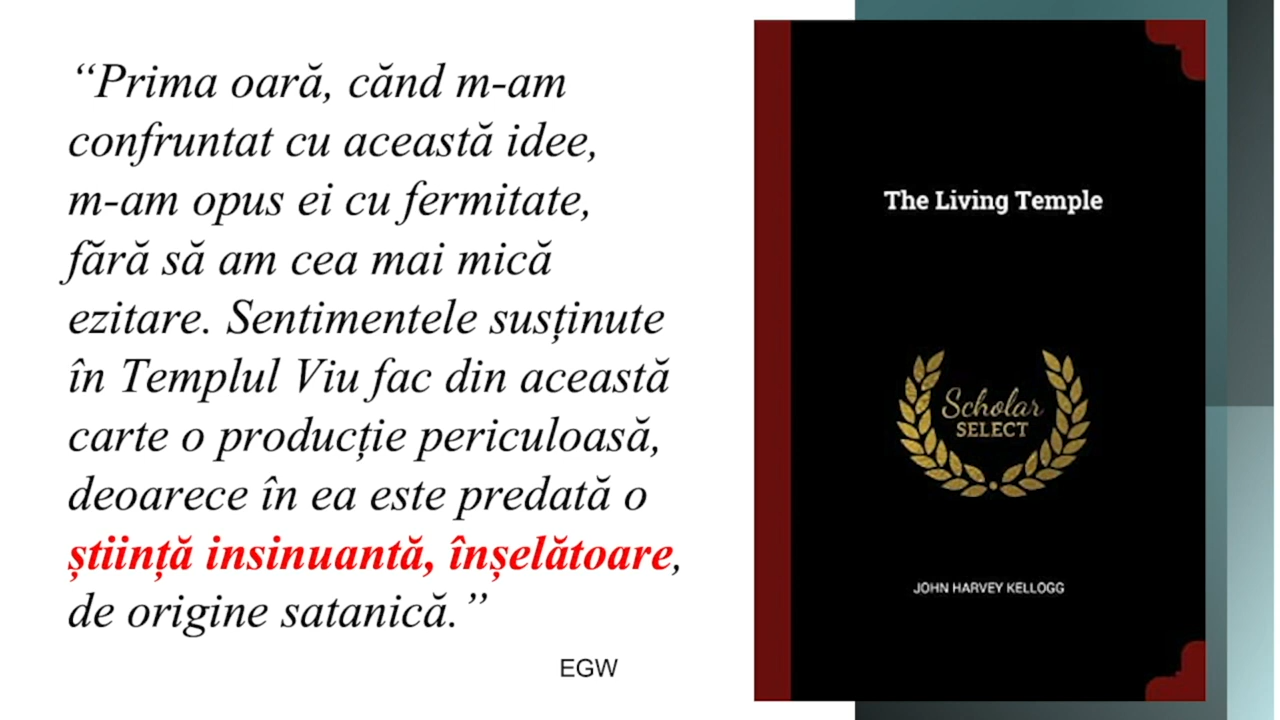 “Prima oară, cănd m-am
confruntat cu această idee,
m-am opus ei cu fermitate,
fără să am cea mai mică
ezitare. Sentimentele susținute
în Templul Viu fac din această
carte o producție periculoasă,
deoarece în ea este predată o
știință insinuantă, înșelătoare,
de origine satanică.”
EGW
The Living Temple
Scholar
SELECT
JOHN HARVEY KELLOGG